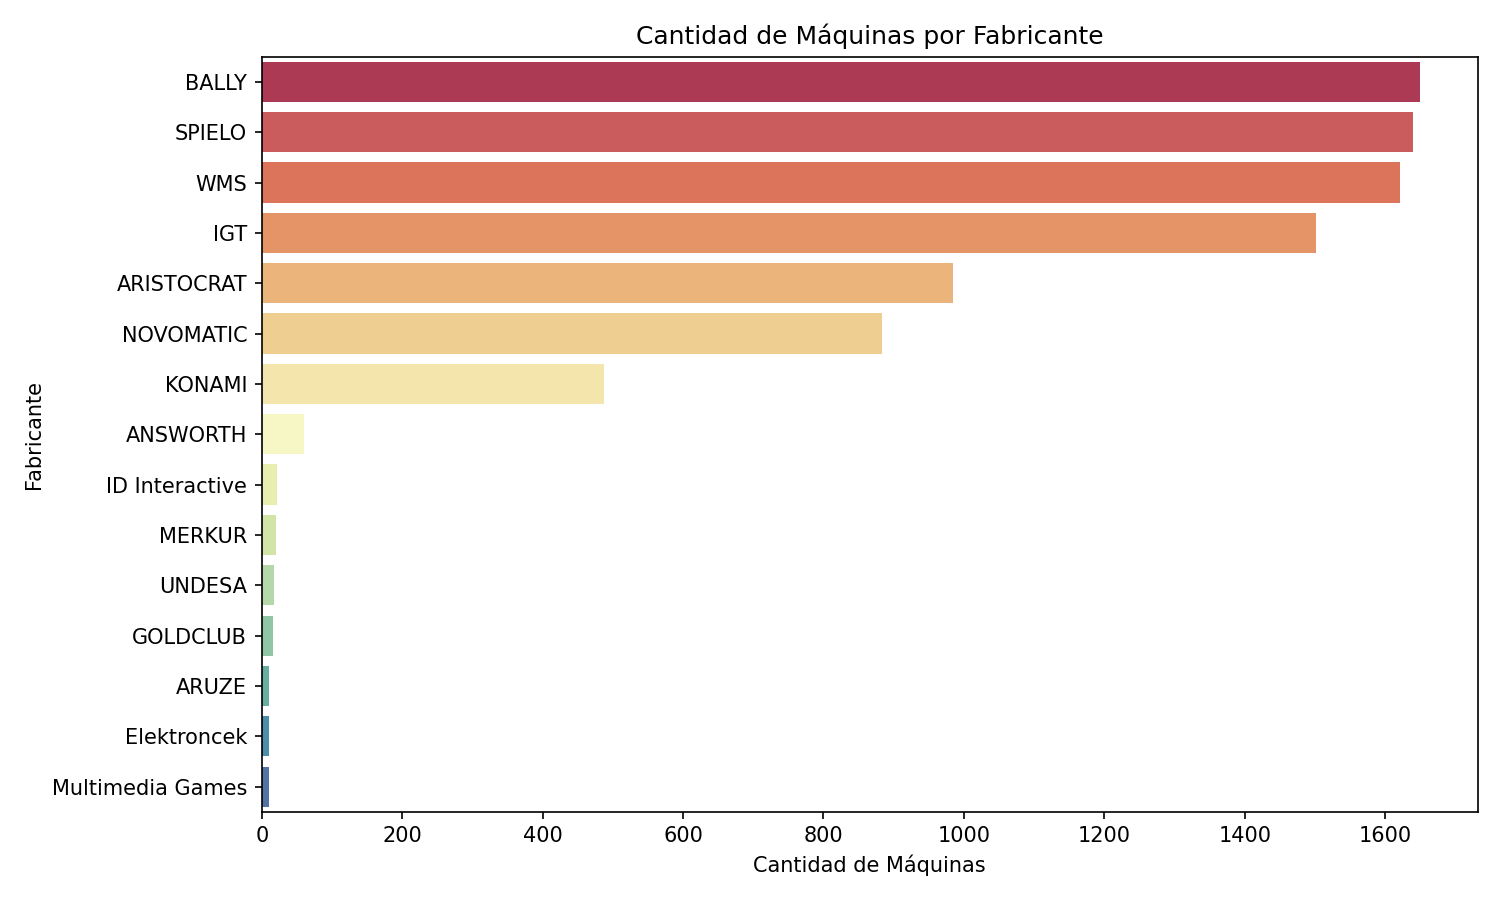 Cantidad de Máquinas por Fabricante
BALLY
SPIELO
WMS
IGT
ARISTOCRAT
NOVOMATIC
KONAMI
ANSWORTH
ID Interactive
MERKUR
UNDESA
GOLDCLUB
ARUZE
Elektroncek
Multimedia Games
Fabricante
0 200 400 600 800 1000 1200 1400 1600
Cantidad de Máquinas